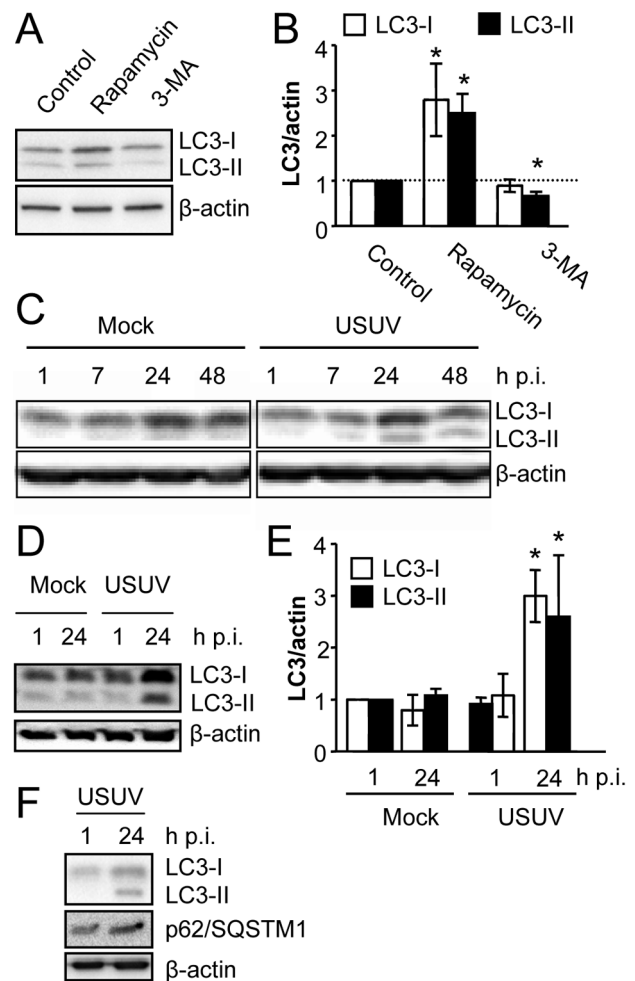 A
Control Rapamycin 3-MA
LC3-I
LC3-II
β-actin
B
LC3-I LC3-II
LC3/actin
4
3
2
1
0
* * *
Control Rapamycin 3-MA
C
Mock USUV
1 7 24 48 1 7 24 48 h p.i.
LC3-I
LC3-II
β-actin
D
Mock USUV
1 24 1 24 h p.i.
LC3-I
LC3-II
β-actin
E
LC3-I
LC3-II
LC3/actin
4
3
2
1
0
* *
1 24 1 24 h p.i.
Mock USUV
F
USUV
1 24 h p.i.
LC3-I
LC3-II
p62/SQSTM1
β-actin